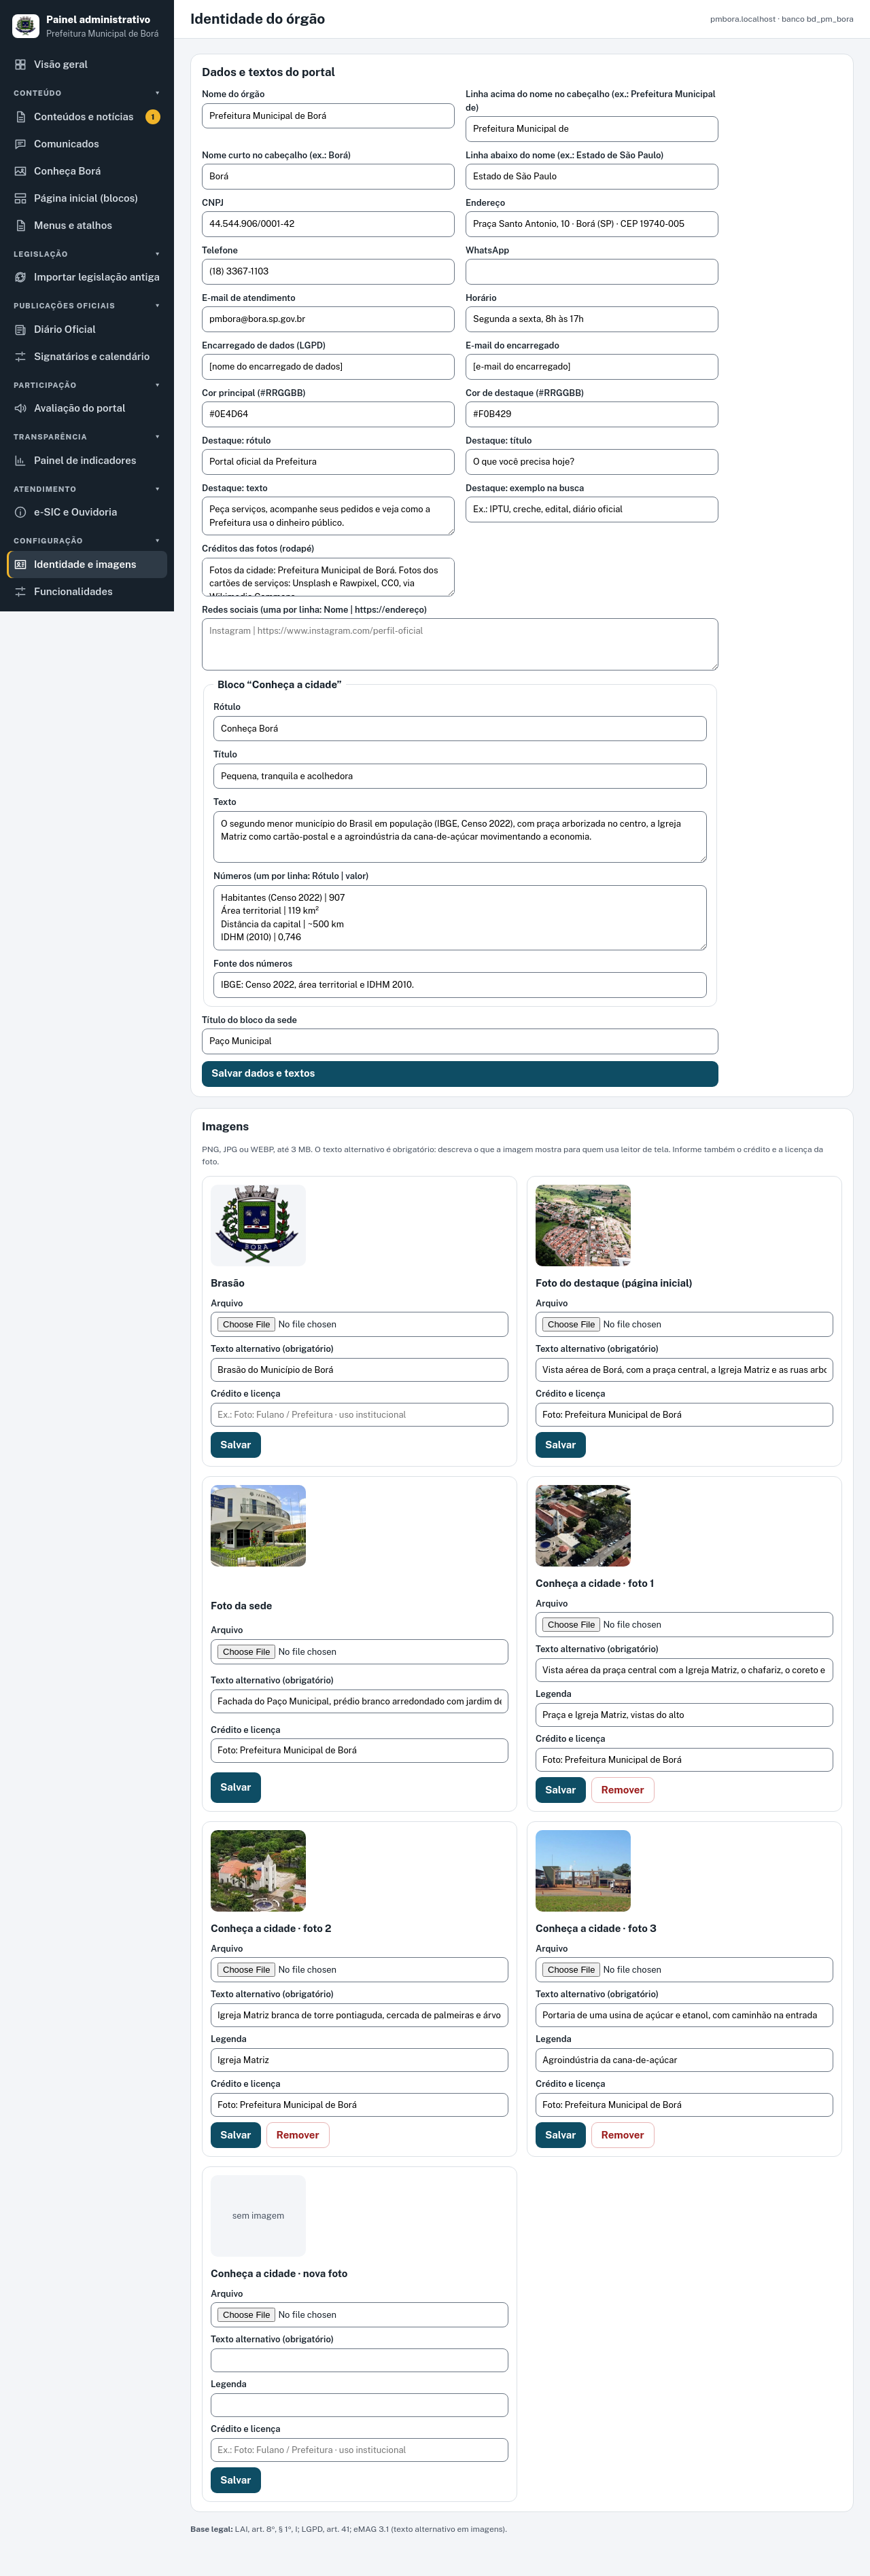 Painel administrativo
Prefeitura Municipal de Borá
Visão geral
CONTEÚDO
Conteúdos e notícias 1
Comunicados
Conheça Borá
Página inicial (blocos)
Menus e atalhos
LEGISLAÇÃO
Importar legislação antiga
PUBLICAÇÕES OFICIAIS
Diário Oficial
Signatários e calendário
PARTICIPAÇÃO
Avaliação do portal
TRANSPARÊNCIA
Painel de indicadores
ATENDIMENTO
e-SIC e Ouvidoria
CONFIGURAÇÃO
Identidade e imagens
Funcionalidades
Identidade do órgão
pmbora.localhost · banco bd_pm_bora
Dados e textos do portal
Nome do órgão
Prefeitura Municipal de Borá
Linha acima do nome no cabeçalho (ex.: Prefeitura Municipal
de)
Prefeitura Municipal de
Nome curto no cabeçalho (ex.: Borá)
Borá
Linha abaixo do nome (ex.: Estado de São Paulo)
Estado de São Paulo
CNPJ
44.544.906/0001-42
Endereço
Praça Santo Antonio, 10 · Borá (SP) · CEP 19740-005
Telefone
(18) 3367-1103
WhatsApp
E-mail de atendimento
pmbora@bora.sp.gov.br
Horário
Segunda a sexta, 8h às 17h
Encarregado de dados (LGPD)
[nome do encarregado de dados]
E-mail do encarregado
[e-mail do encarregado]
Cor principal (#RRGGBB)
#0E4D64
Cor de destaque (#RRGGBB)
#F0B429
Destaque: rótulo
Portal oficial da Prefeitura
Destaque: título
O que você precisa hoje?
Destaque: texto
Peça serviços, acompanhe seus pedidos e veja como a
Prefeitura usa o dinheiro público.
Destaque: exemplo na busca
Ex.: IPTU, creche, edital, diário oficial
Créditos das fotos (rodapé)
Fotos da cidade: Prefeitura Municipal de Borá. Fotos dos
cartões de serviços: Unsplash e Rawpixel, CC0, via
Wikimedia Commons
Redes sociais (uma por linha: Nome | https://endereço)
Instagram | https://www.instagram.com/perfil-oficial
Bloco “Conheça a cidade”
Rótulo
Conheça Borá
Título
Pequena, tranquila e acolhedora
Texto
O segundo menor município do Brasil em população (IBGE, Censo 2022), com praça arborizada no centro, a Igreja
Matriz como cartão-postal e a agroindústria da cana-de-açúcar movimentando a economia.
Números (um por linha: Rótulo | valor)
Habitantes (Censo 2022) | 907
Área territorial | 119 km²
Distância da capital | ~500 km
IDHM (2010) | 0,746
Fonte dos números
IBGE: Censo 2022, área territorial e IDHM 2010.
Título do bloco da sede
Paço Municipal
Salvar dados e textos
Imagens
PNG, JPG ou WEBP, até 3 MB. O texto alternativo é obrigatório: descreva o que a imagem mostra para quem usa leitor de tela. Informe também o crédito e a licença da
foto.
BORÁ
Brasão
Arquivo
Choose File No file chosen
Texto alternativo (obrigatório)
Brasão do Município de Borá
Crédito e licença
Ex.: Foto: Fulano / Prefeitura · uso institucional
Salvar
Foto do destaque (página inicial)
Arquivo
Choose File No file chosen
Texto alternativo (obrigatório)
Vista aérea de Borá, com a praça central, a Igreja Matriz e as ruas arbo
Crédito e licença
Foto: Prefeitura Municipal de Borá
Salvar
Foto da sede
Arquivo
Choose File No file chosen
Texto alternativo (obrigatório)
Fachada do Paço Municipal, prédio branco arredondado com jardim de
Crédito e licença
Foto: Prefeitura Municipal de Borá
Salvar
Conheça a cidade · foto 1
Arquivo
Choose File No file chosen
Texto alternativo (obrigatório)
Vista aérea da praça central com a Igreja Matriz, o chafariz, o coreto e
Legenda
Praça e Igreja Matriz, vistas do alto
Crédito e licença
Foto: Prefeitura Municipal de Borá
Salvar Remover
Conheça a cidade · foto 2
Arquivo
Choose File No file chosen
Texto alternativo (obrigatório)
Igreja Matriz branca de torre pontiaguda, cercada de palmeiras e árvo
Legenda
Igreja Matriz
Crédito e licença
Foto: Prefeitura Municipal de Borá
Salvar Remover
Conheça a cidade · foto 3
Arquivo
Choose File No file chosen
Texto alternativo (obrigatório)
Portaria de uma usina de açúcar e etanol, com caminhão na entrada
Legenda
Agroindústria da cana-de-açúcar
Crédito e licença
Foto: Prefeitura Municipal de Borá
Salvar Remover
sem imagem
Conheça a cidade · nova foto
Arquivo
Choose File No file chosen
Texto alternativo (obrigatório)
Legenda
Crédito e licença
Ex.: Foto: Fulano / Prefeitura · uso institucional
Salvar
Base legal: LAI, art. 8º, § 1º, I; LGPD, art. 41; eMAG 3.1 (texto alternativo em imagens).